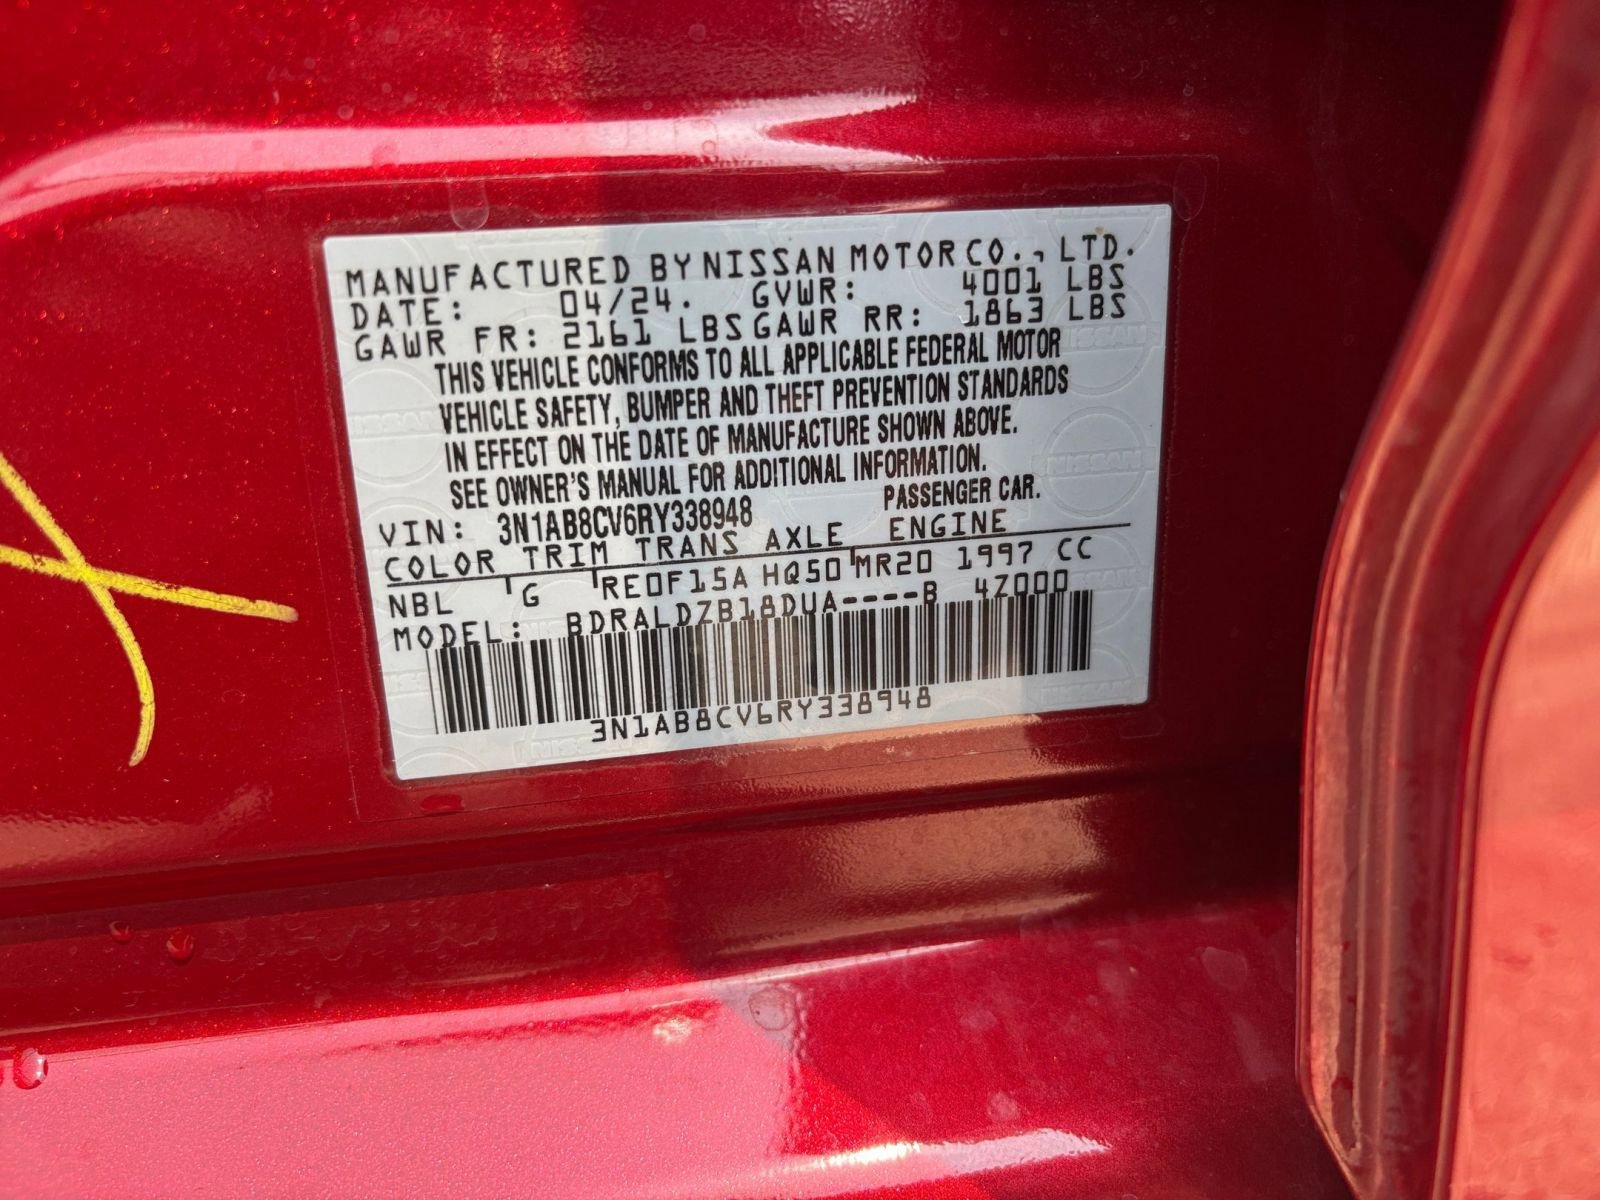 MANUFACTURED BY NISSAN MOTOR CO., LTD.
DATE: 04/24. GVWR: 4001 LBS
GAWR FR: 2161 LBS GAWR RR: 1863 LBS
THIS VEHICLE CONFORMS TO ALL APPLICABLE FEDERAL MOTOR
VEHICLE SAFETY, BUMPER AND THEFT PREVENTION STANDARDS
IN EFFECT ON THE DATE OF MANUFACTURE SHOWN ABOVE.
SEE OWNER'S MANUAL FOR ADDITIONAL INFORMATION.
VIN: 3N1AB8CV6RY338948 PASSENGER CAR.
COLOR TRIM TRANS AXLE ENGINE
NBL G RE0F15A HQ50 MR20 1997 CC
MODEL: BDRALDZB18DUA----B 4Z000
3N1AB8CV6RY338948